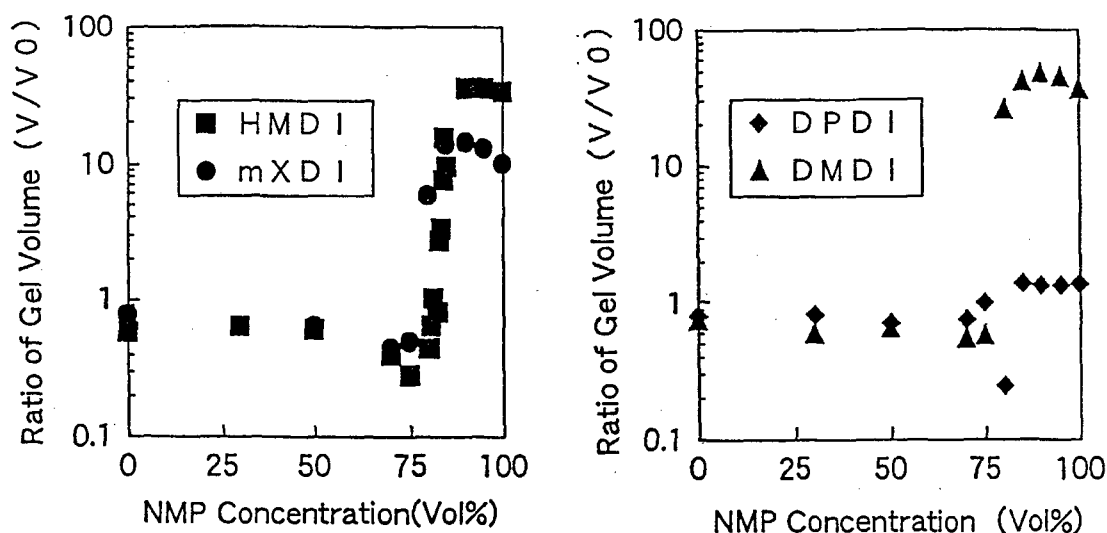 Ratio of Gel Volume (V/V0)
100
10
1
0.1
■ HMDI
● mXDI
0 25 50 75 100
NMP Concentration(Vol%)
Ratio of Gel Volume (V/V0)
100
10
1
0.1
◆ DPDI
▲ DMDI
0 25 50 75 100
NMP Concentration (Vol%)